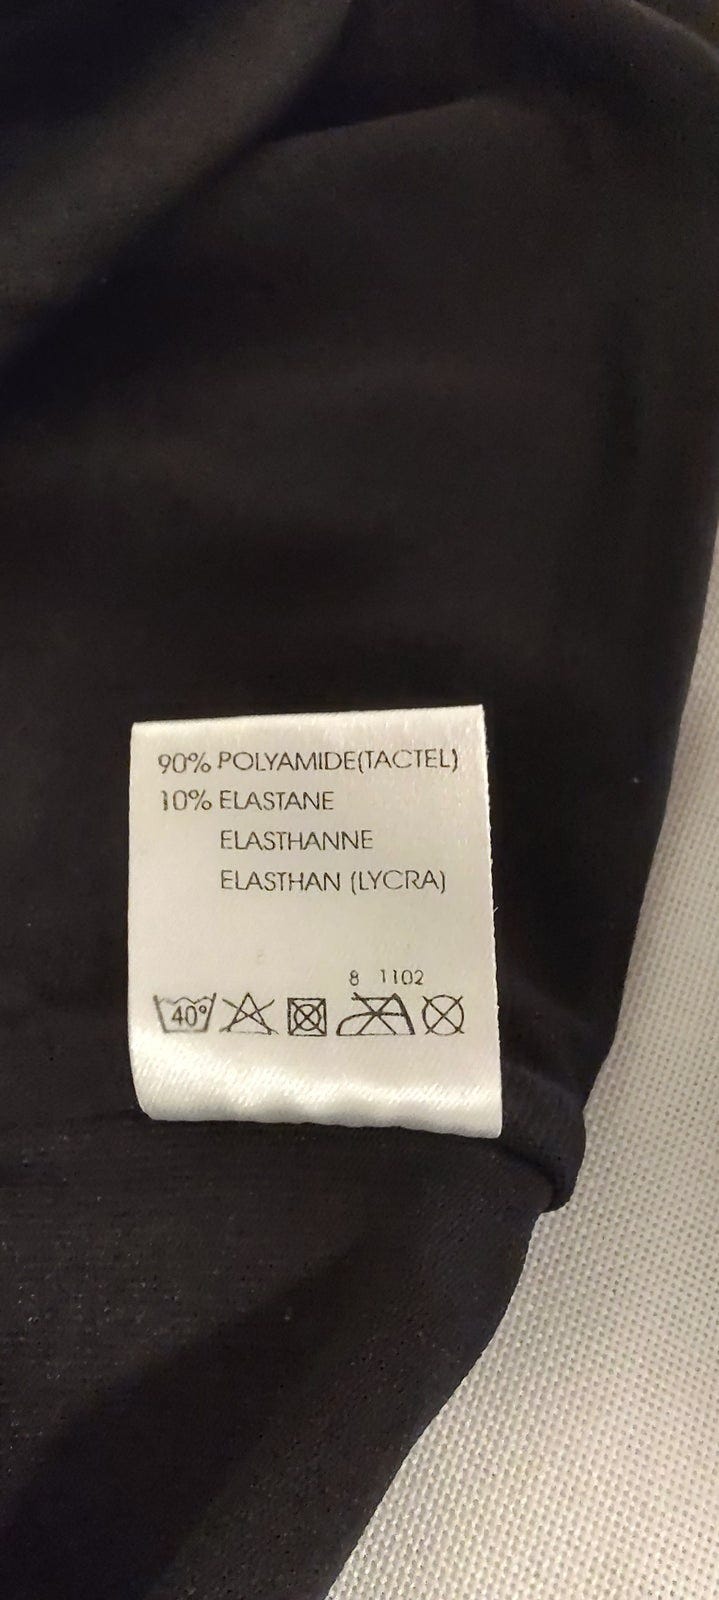 90% POLYAMIDE(TACTEL)
10% ELASTANE
ELASTHANNE
ELASTHAN (LYCRA)
8 1102
40°